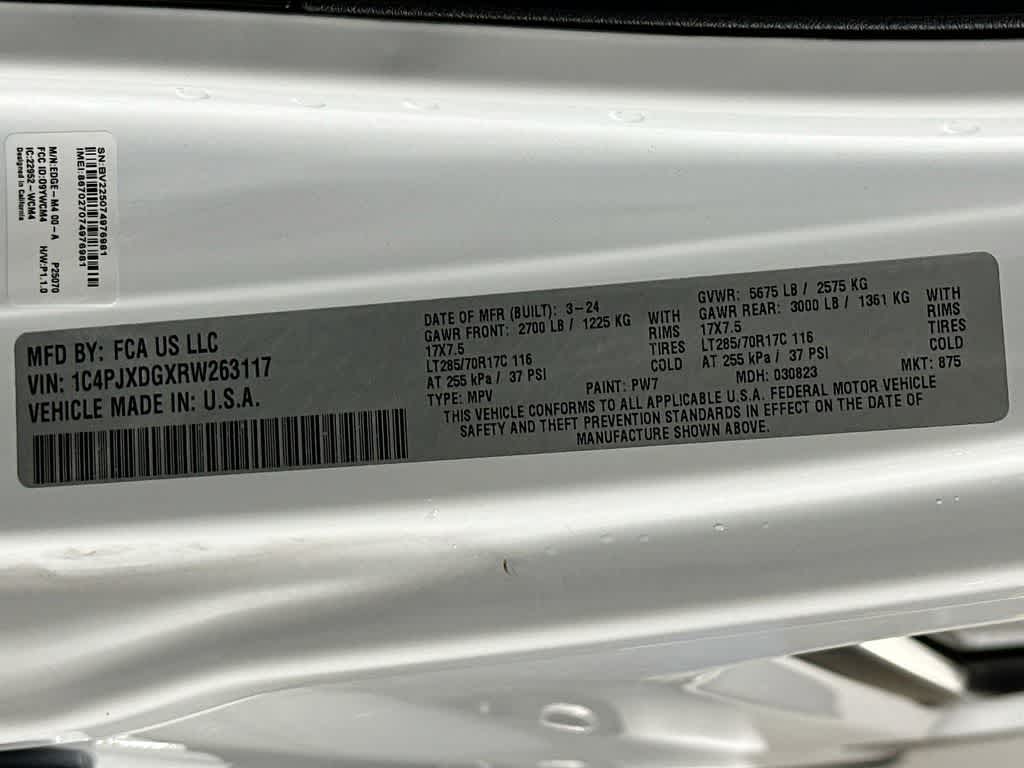 SN:BV225074976981
IMEI:867027074976981
M/N:EDGE-M4 00-A P25070
FCC ID:O9YWCM4 H/W:P1.1.0
IC:22952-WCM4
Designed in California
MFD BY: FCA US LLC
VIN: 1C4PJXDGXRW263117
VEHICLE MADE IN: U.S.A.
DATE OF MFR (BUILT): 3-24
GAWR FRONT: 2700 LB / 1225 KG WITH
17X7.5 RIMS
LT285/70R17C 116 TIRES
AT 255 kPa / 37 PSI COLD
TYPE: MPV
PAINT: PW7
GVWR: 5675 LB / 2575 KG
GAWR REAR: 3000 LB / 1361 KG WITH
17X7.5 RIMS
LT285/70R17C 116 TIRES
AT 255 kPa / 37 PSI COLD
MDH: 030823
MKT: 875
THIS VEHICLE CONFORMS TO ALL APPLICABLE U.S.A. FEDERAL MOTOR VEHICLE
SAFETY AND THEFT PREVENTION STANDARDS IN EFFECT ON THE DATE OF
MANUFACTURE SHOWN ABOVE.